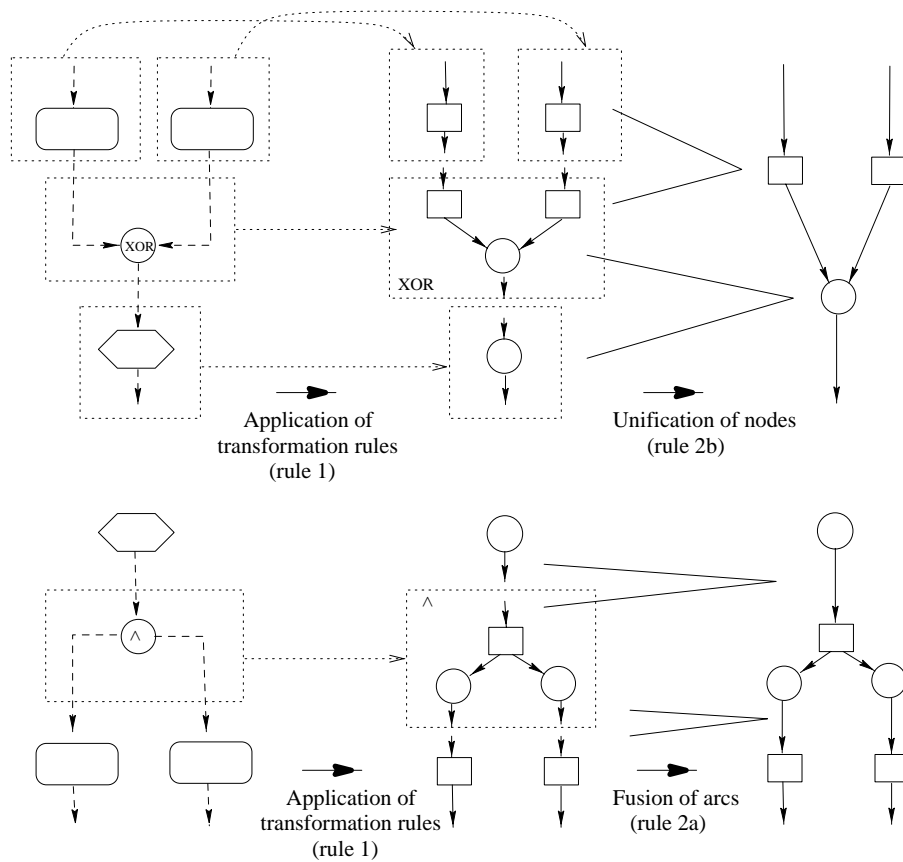 XOR
XOR
Application of
transformation rules
(rule 1)
Unification of nodes
(rule 2b)
^
^
Application of
transformation rules
(rule 1)
Fusion of arcs
(rule 2a)